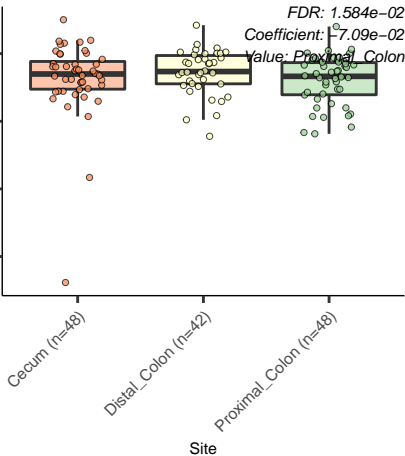 FDR: 1.584e−02
Coefficient: −7.09e−02
Value: Proximal_Colon
Cecum (n=48)
Distal_Colon (n=42)
Proximal_Colon (n=48)
Site